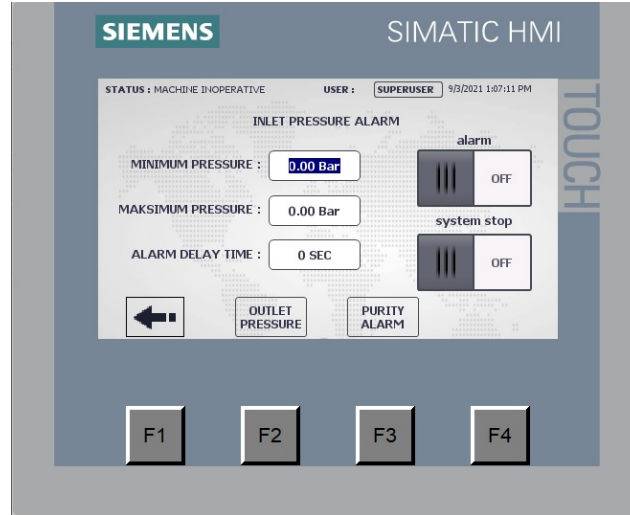 SIEMENS
SIMATIC HMI
TOUCH
STATUS : MACHINE INOPERATIVE USER : SUPERUSER 9/3/2021 1:07:11 PM
INLET PRESSURE ALARM
MINIMUM PRESSURE : 0.00 Bar
MAKSIMUM PRESSURE : 0.00 Bar
ALARM DELAY TIME : 0 SEC
alarm
OFF
system stop
OFF
OUTLET
PRESSURE
PURITY
ALARM
F1 F2 F3 F4